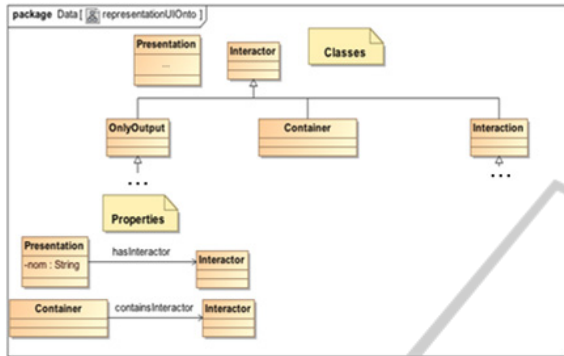 package Data [ representationUIOnto ]
Presentation
...
Interactor
Classes
OnlyOutput
Container
Interaction
...
...
Properties
Presentation
-nom : String
hasInteractor
Interactor
Container
containsInteractor
Interactor